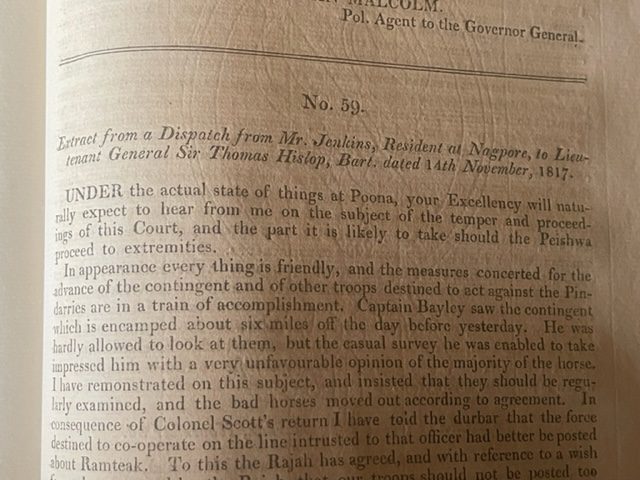 MALCOLM.
Pol. Agent to the Governor General.
No. 59.
Extract from a Dispatch from Mr. Jenkins, Resident at Nagpore, to Lieu-
tenant General Sir Thomas Hislop, Bart. dated 14th November, 1817.
UNDER the actual state of things at Poona, your Excellency will natu-
rally expect to hear from me on the subject of the temper and proceed-
ings of this Court, and the part it is likely to take should the Peishwa
proceed to extremities.
In appearance every thing is friendly, and the measures concerted for the
advance of the contingent and of other troops destined to act against the Pin-
darries are in a train of accomplishment. Captain Bayley saw the contingent
which is encamped about six miles off the day before yesterday. He was
hardly allowed to look at them, but the casual survey he was enabled to take
impressed him with a very unfavourable opinion of the majority of the horse.
I have remonstrated on this subject, and insisted that they should be regu-
larly examined, and the bad horses moved out according to agreement. In
consequence of Colonel Scott's return I have told the durbar that the force
destined to co-operate on the line intrusted to that officer had better be posted
about Ramteak. To this the Rajah has agreed, and with reference to a wish
our troops should not be posted too